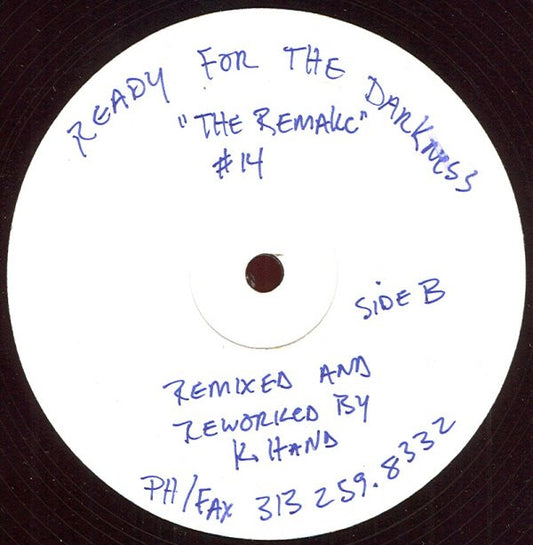 READY FOR THE DARKNESS
"THE REMAKE"
#14
SiDE B
REMIXED AND
REWORKED BY
K. HAND
PH/FAX 313 259.8332